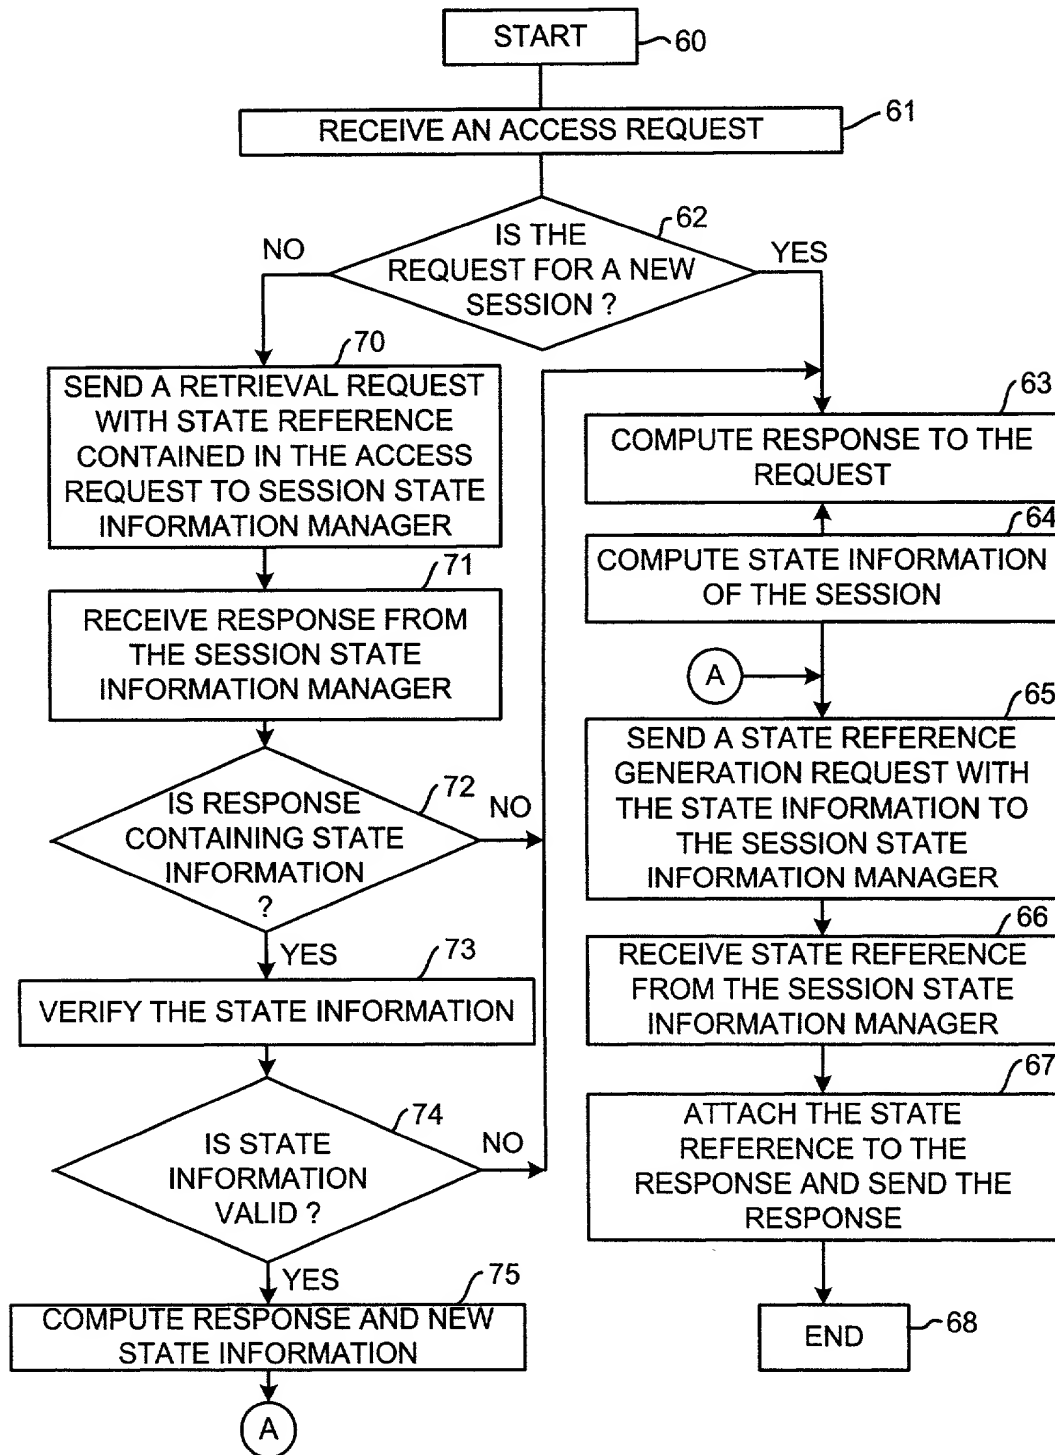 START
60
RECEIVE AN ACCESS REQUEST
61
IS THE
REQUEST FOR A NEW
SESSION ?
62
NO
YES
70
SEND A RETRIEVAL REQUEST
WITH STATE REFERENCE
CONTAINED IN THE ACCESS
REQUEST TO SESSION STATE
INFORMATION MANAGER
71
RECEIVE RESPONSE FROM
THE SESSION STATE
INFORMATION MANAGER
IS RESPONSE
CONTAINING STATE
INFORMATION
?
72
NO
YES
73
VERIFY THE STATE INFORMATION
IS STATE
INFORMATION
VALID ?
74
NO
YES
75
COMPUTE RESPONSE AND NEW
STATE INFORMATION
A
63
COMPUTE RESPONSE TO THE
REQUEST
64
COMPUTE STATE INFORMATION
OF THE SESSION
A
65
SEND A STATE REFERENCE
GENERATION REQUEST WITH
THE STATE INFORMATION TO
THE SESSION STATE
INFORMATION MANAGER
66
RECEIVE STATE REFERENCE
FROM THE SESSION STATE
INFORMATION MANAGER
67
ATTACH THE STATE
REFERENCE TO THE
RESPONSE AND SEND THE
RESPONSE
END
68